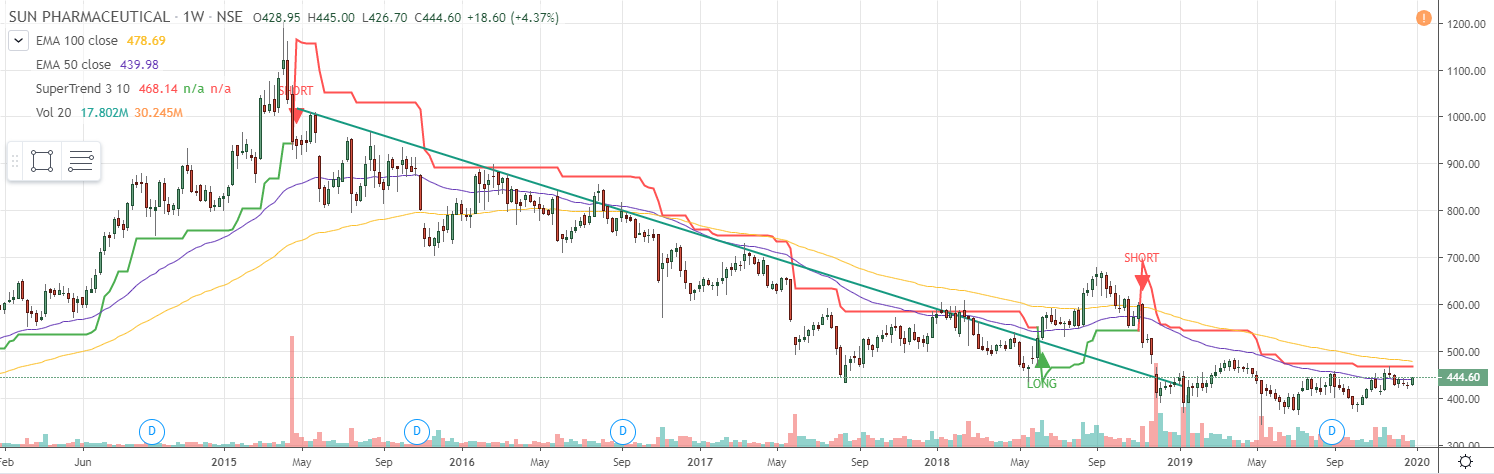 SUN PHARMACEUTICAL · 1W · NSE O428.95 H445.00 L426.70 C444.60 +18.60 (+4.37%)
EMA 100 close 478.69
EMA 50 close 439.98
SuperTrend 3 10 468.14 n/a n/a
Vol 20 17.802M 30.245M
SHORT
SHORT
LONG
D
D
D
D
!
1200.00
1100.00
1000.00
900.00
800.00
700.00
600.00
500.00
444.60
400.00
300.00
Feb Jun 2015 May Sep 2016 May Sep 2017 May Sep 2018 May Sep 2019 May Sep 2020